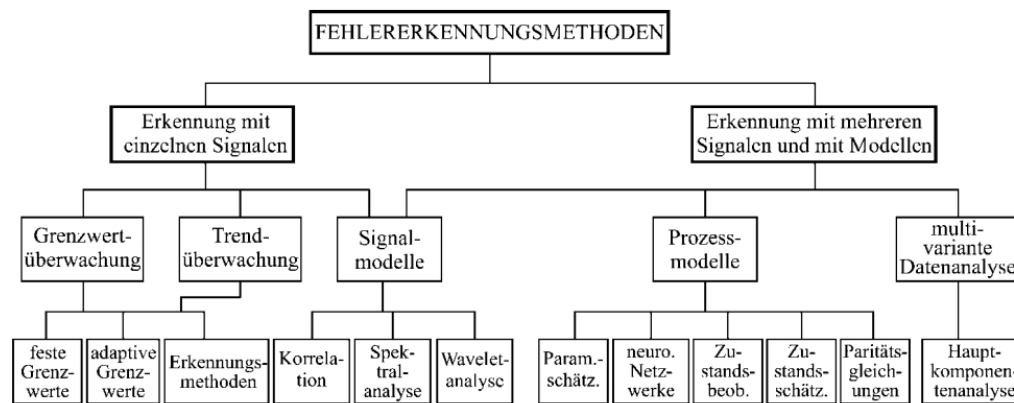 FEHLERERKENNUNGSMETHODEN
Erkennung mit
einzelnen Signalen
Erkennung mit mehreren
Signalen und mit Modellen
Grenzwert-
überwachung
Trend-
überwachung
Signal-
modelle
Prozess-
modelle
multi-
variante
Datenanalyse
feste
Grenz-
werte
adaptive
Grenz-
werte
Erkennungs-
methoden
Korrela-
tion
Spek-
tral-
analyse
Wavelet-
analyse
Param.-
schätz.
neuro.
Netz-
werke
Zu-
stands-
beob.
Zu-
stands-
schätz.
Paritäts-
gleich-
ungen
Haupt-
komponen-
tenanalyse